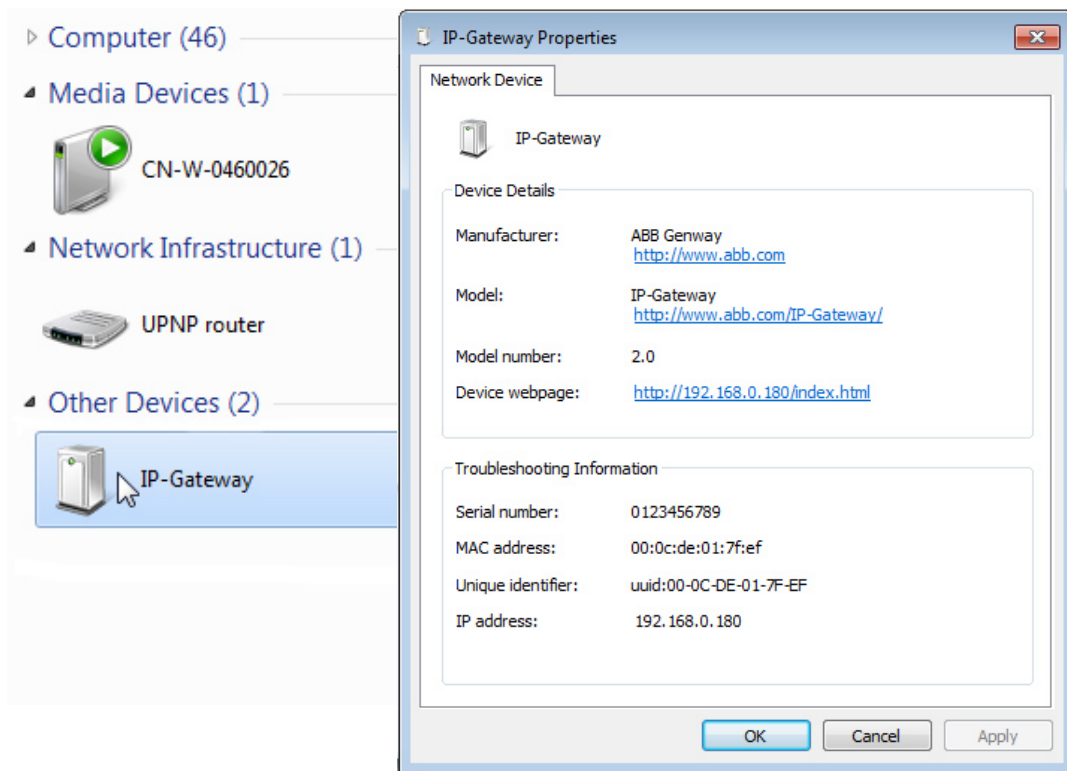 Computer (46)
Media Devices (1)
CN-W-0460026
Network Infrastructure (1)
UPNP router
Other Devices (2)
IP-Gateway
IP-Gateway Properties
Network Device
IP-Gateway
Device Details
Manufacturer: ABB Genway
http://www.abb.com
Model: IP-Gateway
http://www.abb.com/IP-Gateway/
Model number: 2.0
Device webpage: http://192.168.0.180/index.html
Troubleshooting Information
Serial number: 0123456789
MAC address: 00:0c:de:01:7f:ef
Unique identifier: uuid:00-0C-DE-01-7F-EF
IP address: 192.168.0.180
OK Cancel Apply